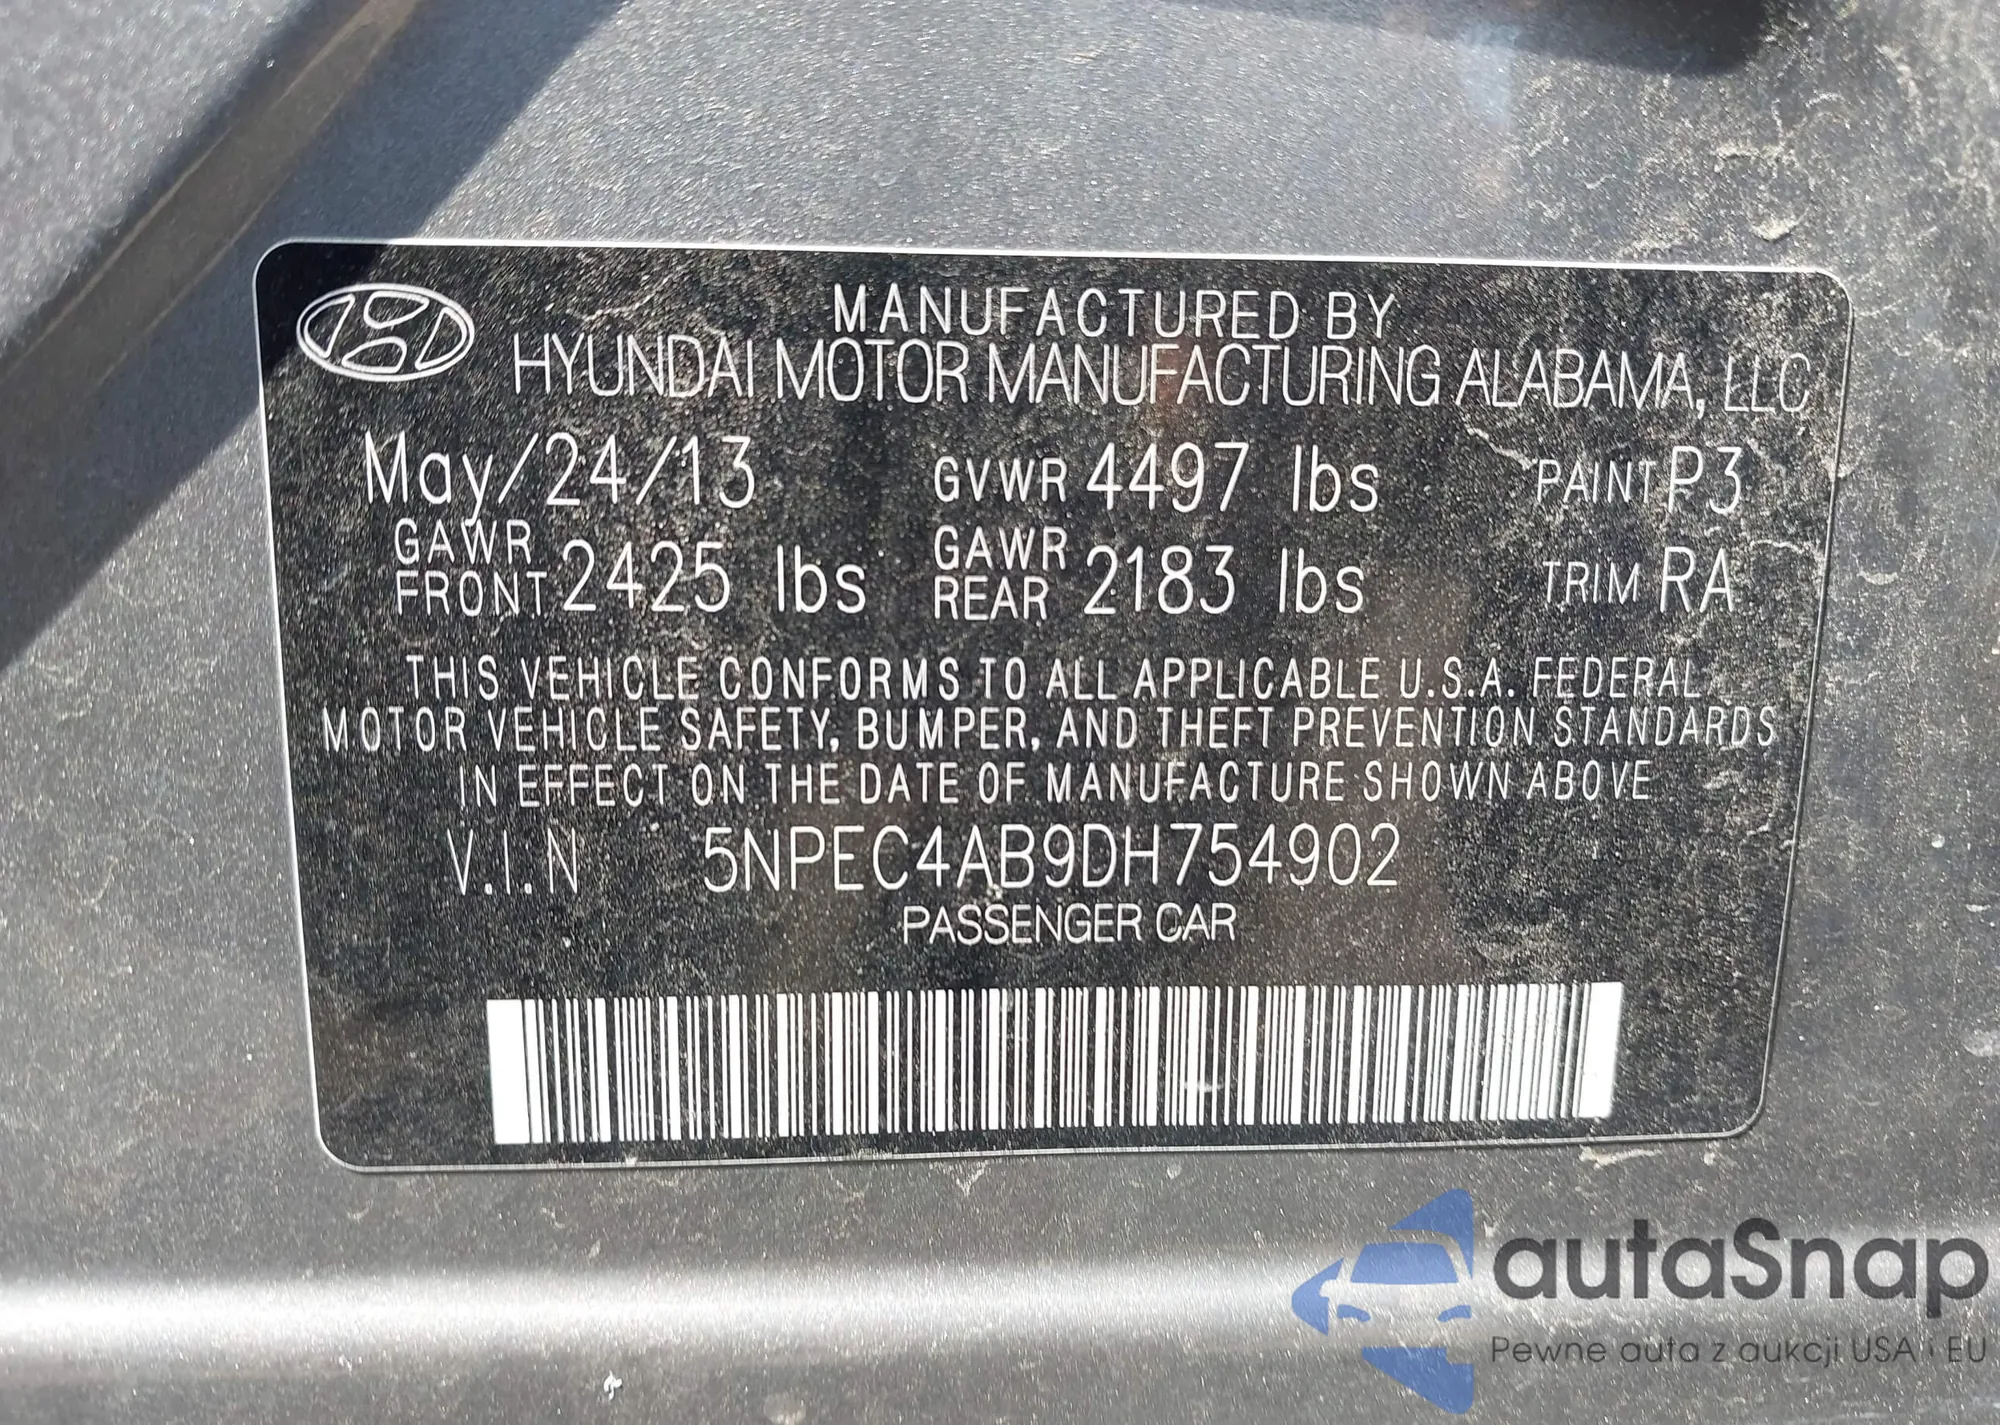 MANUFACTURED BY
HYUNDAI MOTOR MANUFACTURING ALABAMA, LLC
May/24/13 GVWR 4497 lbs PAINT P3
GAWR FRONT 2425 lbs GAWR REAR 2183 lbs TRIM RA
THIS VEHICLE CONFORMS TO ALL APPLICABLE U.S.A. FEDERAL
MOTOR VEHICLE SAFETY, BUMPER, AND THEFT PREVENTION STANDARDS
IN EFFECT ON THE DATE OF MANUFACTURE SHOWN ABOVE
V.I.N 5NPEC4AB9DH754902
PASSENGER CAR
autaSnap
Pewne auta z aukcji USA i EU